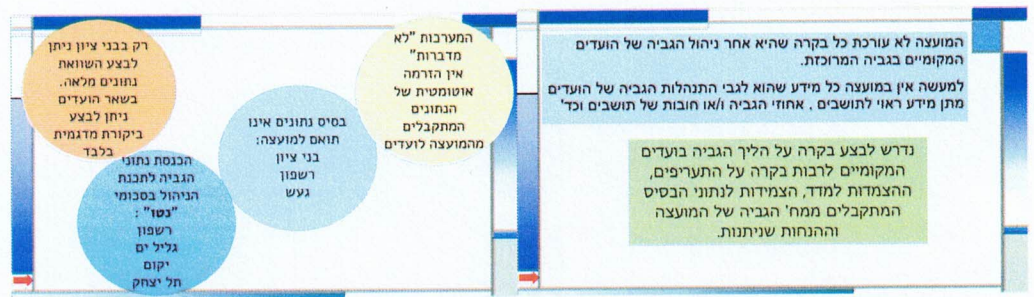 המועצה לא עורכת כל בקרה שהיא אחר ניהול הגביה של הועדים
המקומיים בגביה המרוכזת.
למעשה אין במועצה כל מידע שהוא לגבי התנהלות הגביה של הועדים
מתן מידע ראוי לתושבים , אחוזי הגביה ו/או חובות של תושבים וכד'
נדרש לבצע בקרה על הליך הגביה בועדים
המקומיים לרבות בקרה על התעריפים,
ההצמדות למדד, הצמידות לנתוני הבסיס
המתקבלים ממח' הגביה של המועצה
וההנחות שניתנות.
המערכות "לא
מדברות"
אין הזרמה
אוטומטית של
הנתונים
המתקבלים
מהמועצה לועדים
בסיס נתונים אינו
תואם למועצה:
בני ציון
רשפון
געש
רק בבני ציון ניתן
לבצע השוואת
נתונים מלאה.
בשאר הועדים
ניתן לבצע
ביקורת מדגמית
בלבד
הכנסת נתוני
הגביה לתכנת
הניהול בסכומי
"נטו" :
רשפון
גליל ים
יקום
תל יצחק